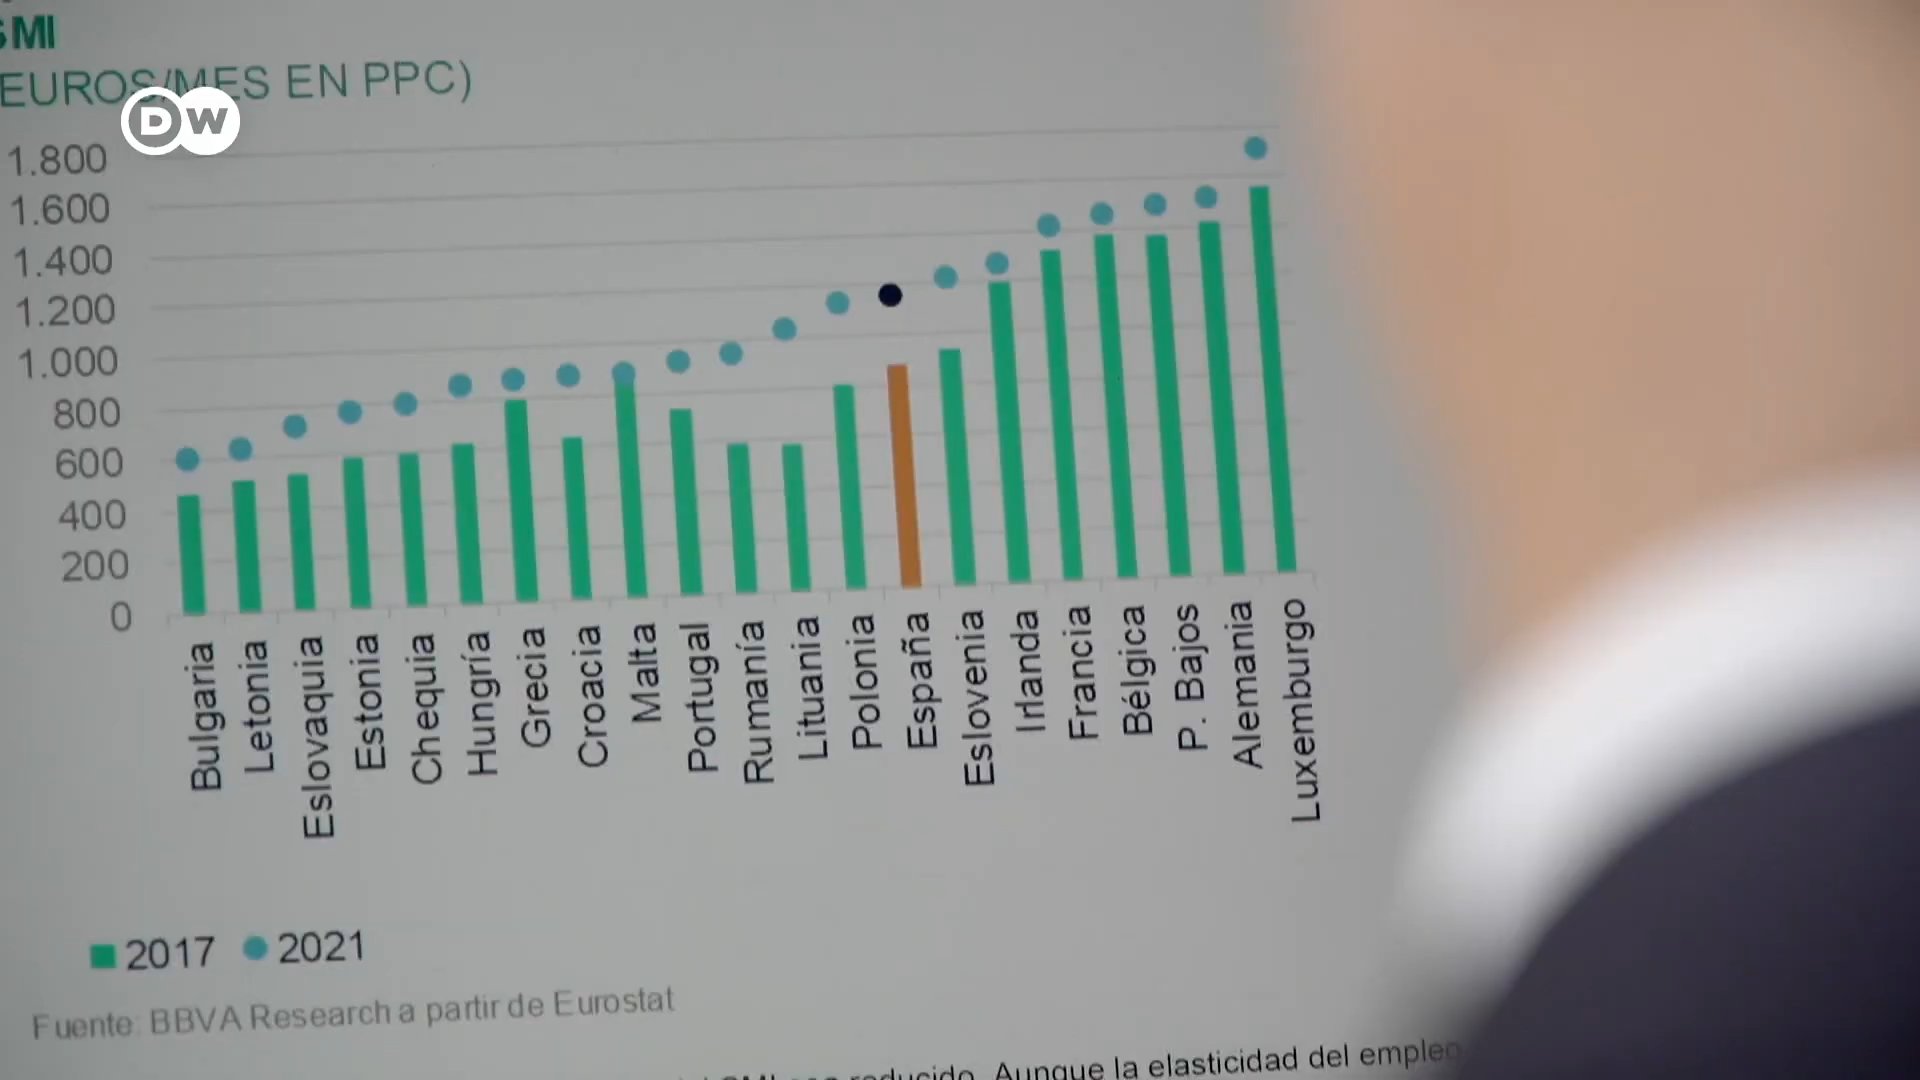 SMI
EUROS/MES EN PPC)
DW
1.800
1.600
1.400
1.200
1.000
800
600
400
200
0
Bulgaria
Letonia
Eslovaquia
Estonia
Chequia
Hungría
Grecia
Croacia
Malta
Portugal
Rumanía
Lituania
Polonia
España
Eslovenia
Irlanda
Francia
Bélgica
P. Bajos
Alemania
Luxemburgo
2017 2021
Fuente: BBVA Research a partir de Eurostat
SMI reducido. Aunque la elasticidad del empleo